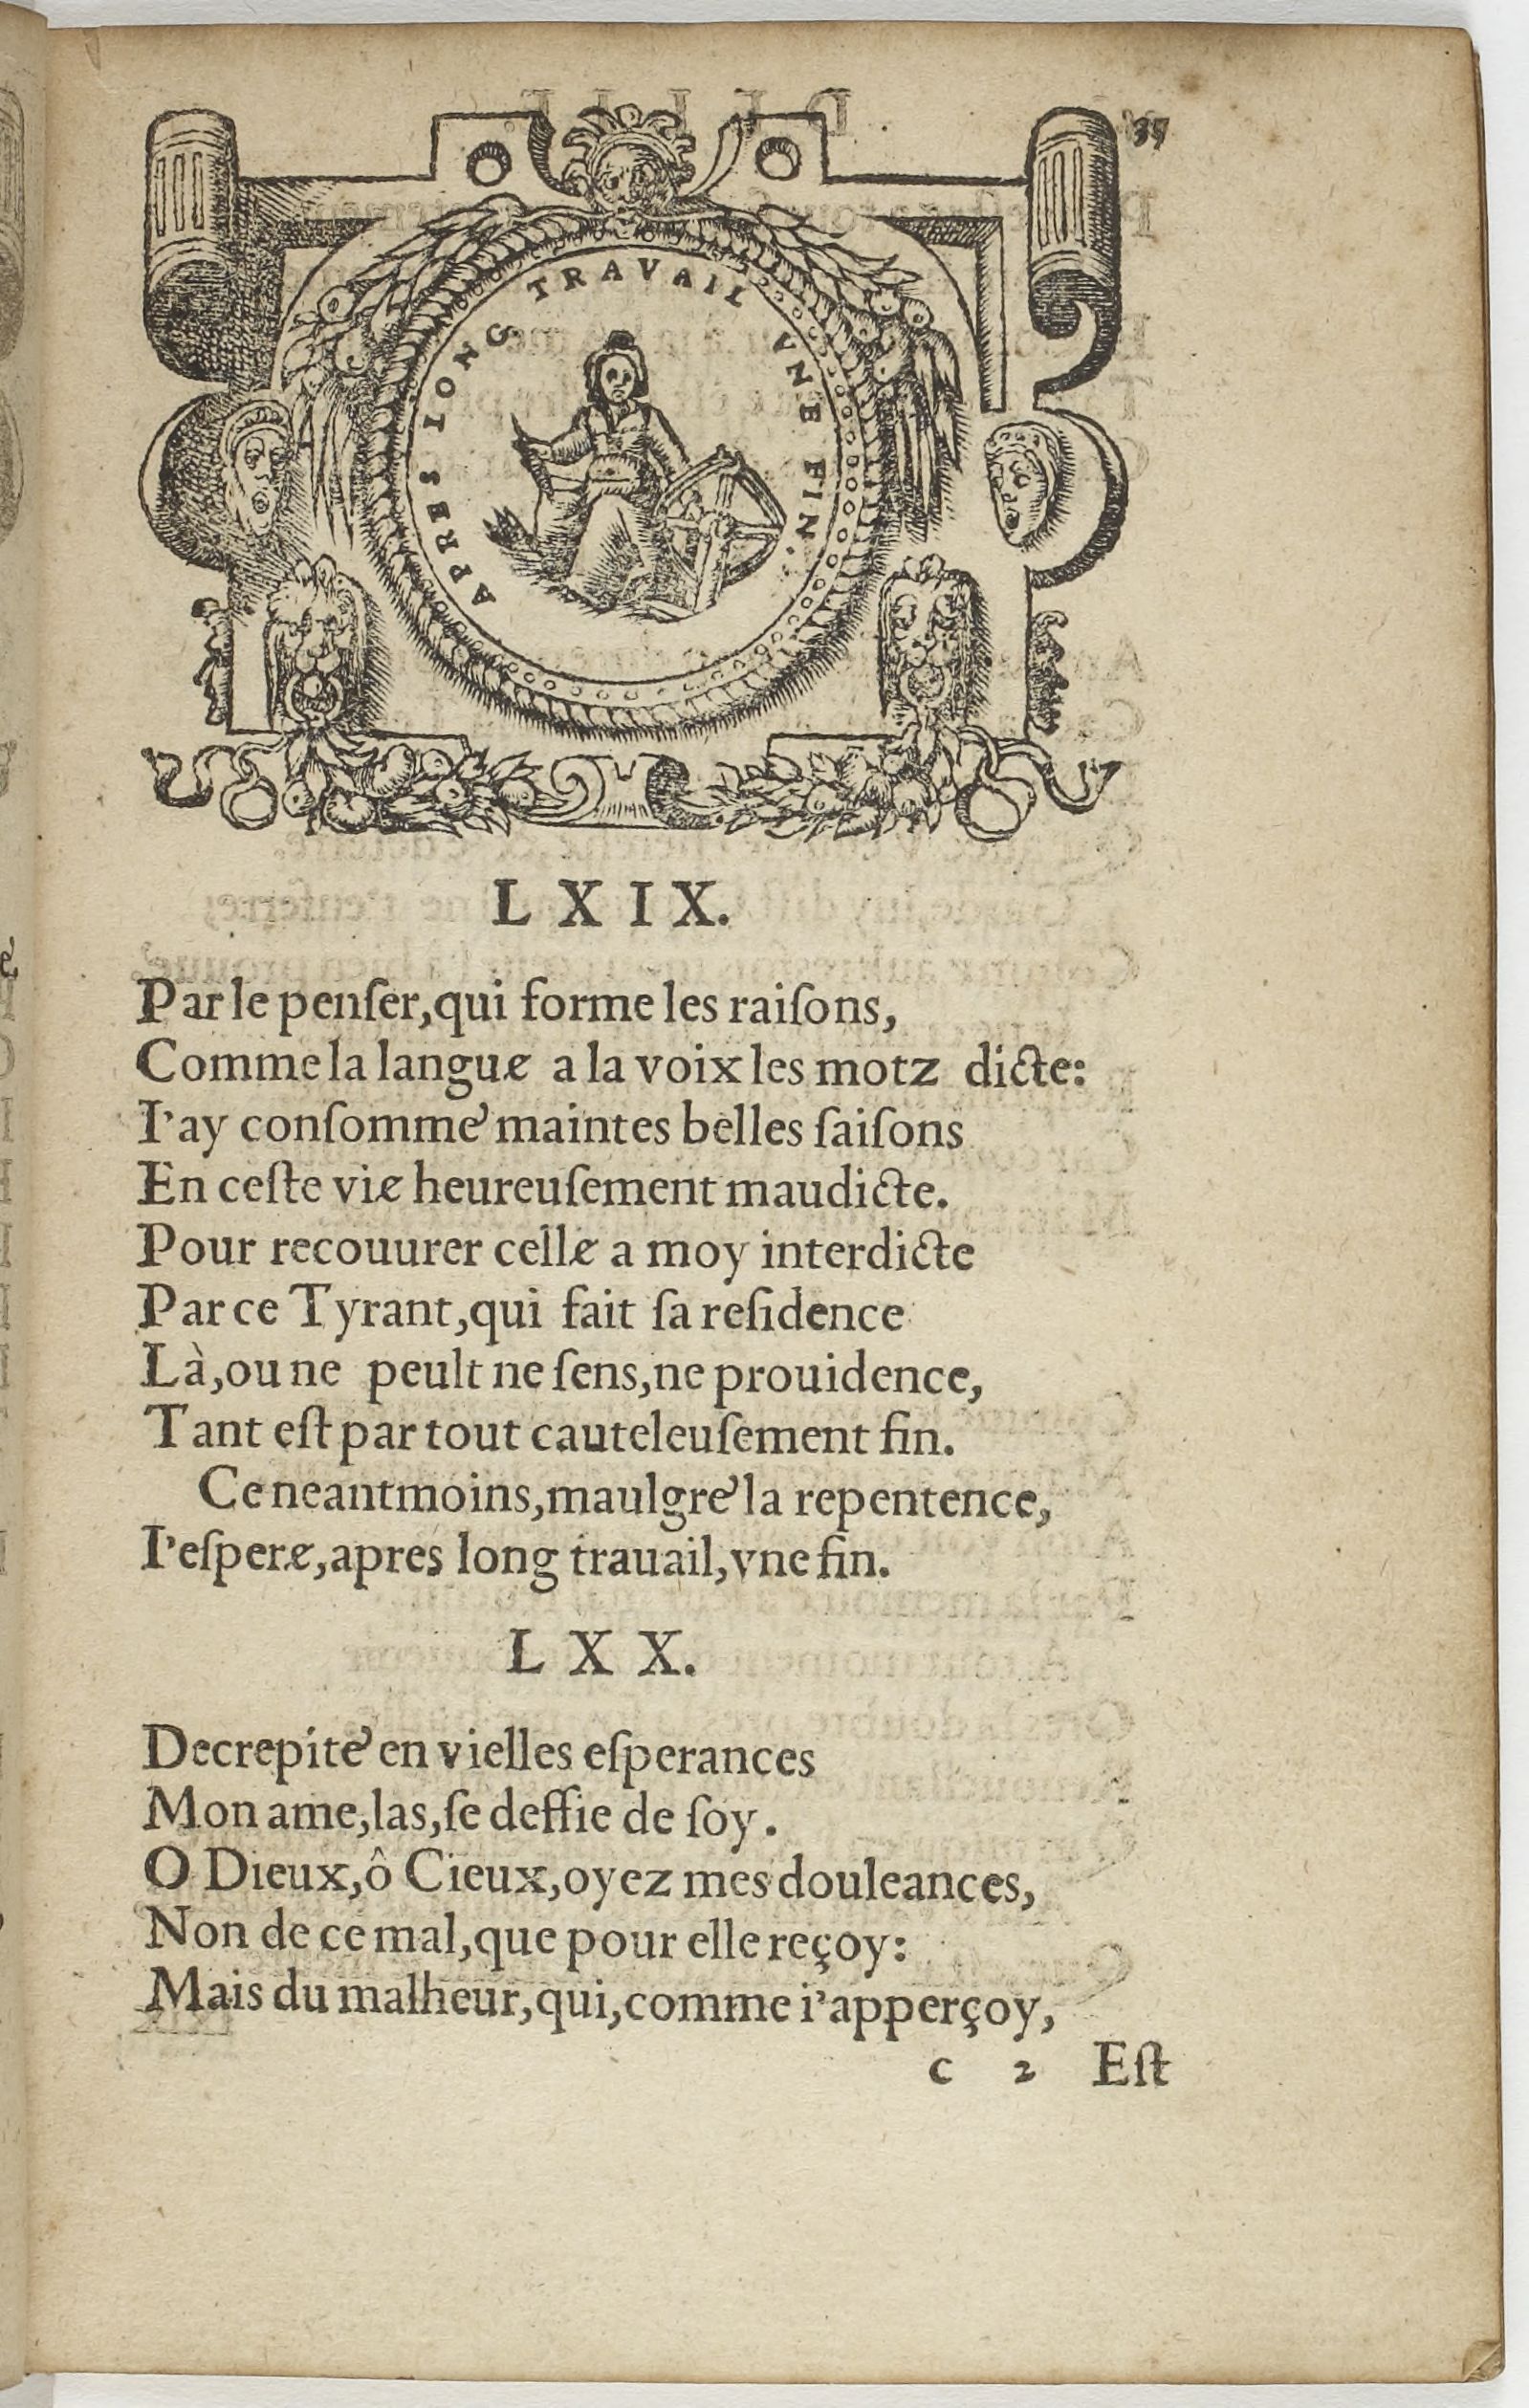 35
APRES LONG TRAVAIL VNE FIN.
LXIX.
Par le penſer, qui forme les raiſons,
Comme la langue a la voix les motz dicte:
I'ay conſommé maintes belles ſaiſons
En ceſte vie heureuſement maudicte.
Pour recouurer celle a moy interdicte
Par ce Tyrant, qui fait ſa reſidence
Là, ou ne peult ne ſens, ne prouidence,
Tant eſt par tout cauteleuſement fin.
Ce neantmoins, maulgré la repentence,
I'eſpere, apres long trauail, vne fin.
LXX.
Decrepité en vielles eſperances
Mon ame, las, ſe deffie de ſoy.
O Dieux, ô Cieux, oyez mes douleances,
Non de ce mal, que pour elle reçoy:
Mais du malheur, qui, comme i'apperçoy,
c 2 Eſt